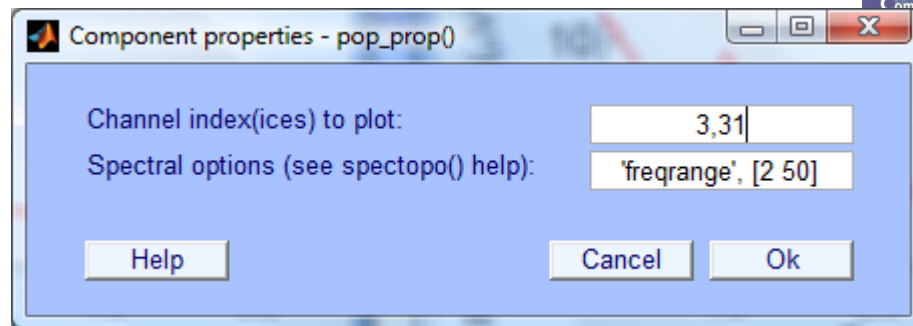 Com
Component properties - pop_prop()
Channel index(ices) to plot:
3,31
Spectral options (see spectopo() help):
'freqrange', [2 50]
Help
Cancel
Ok